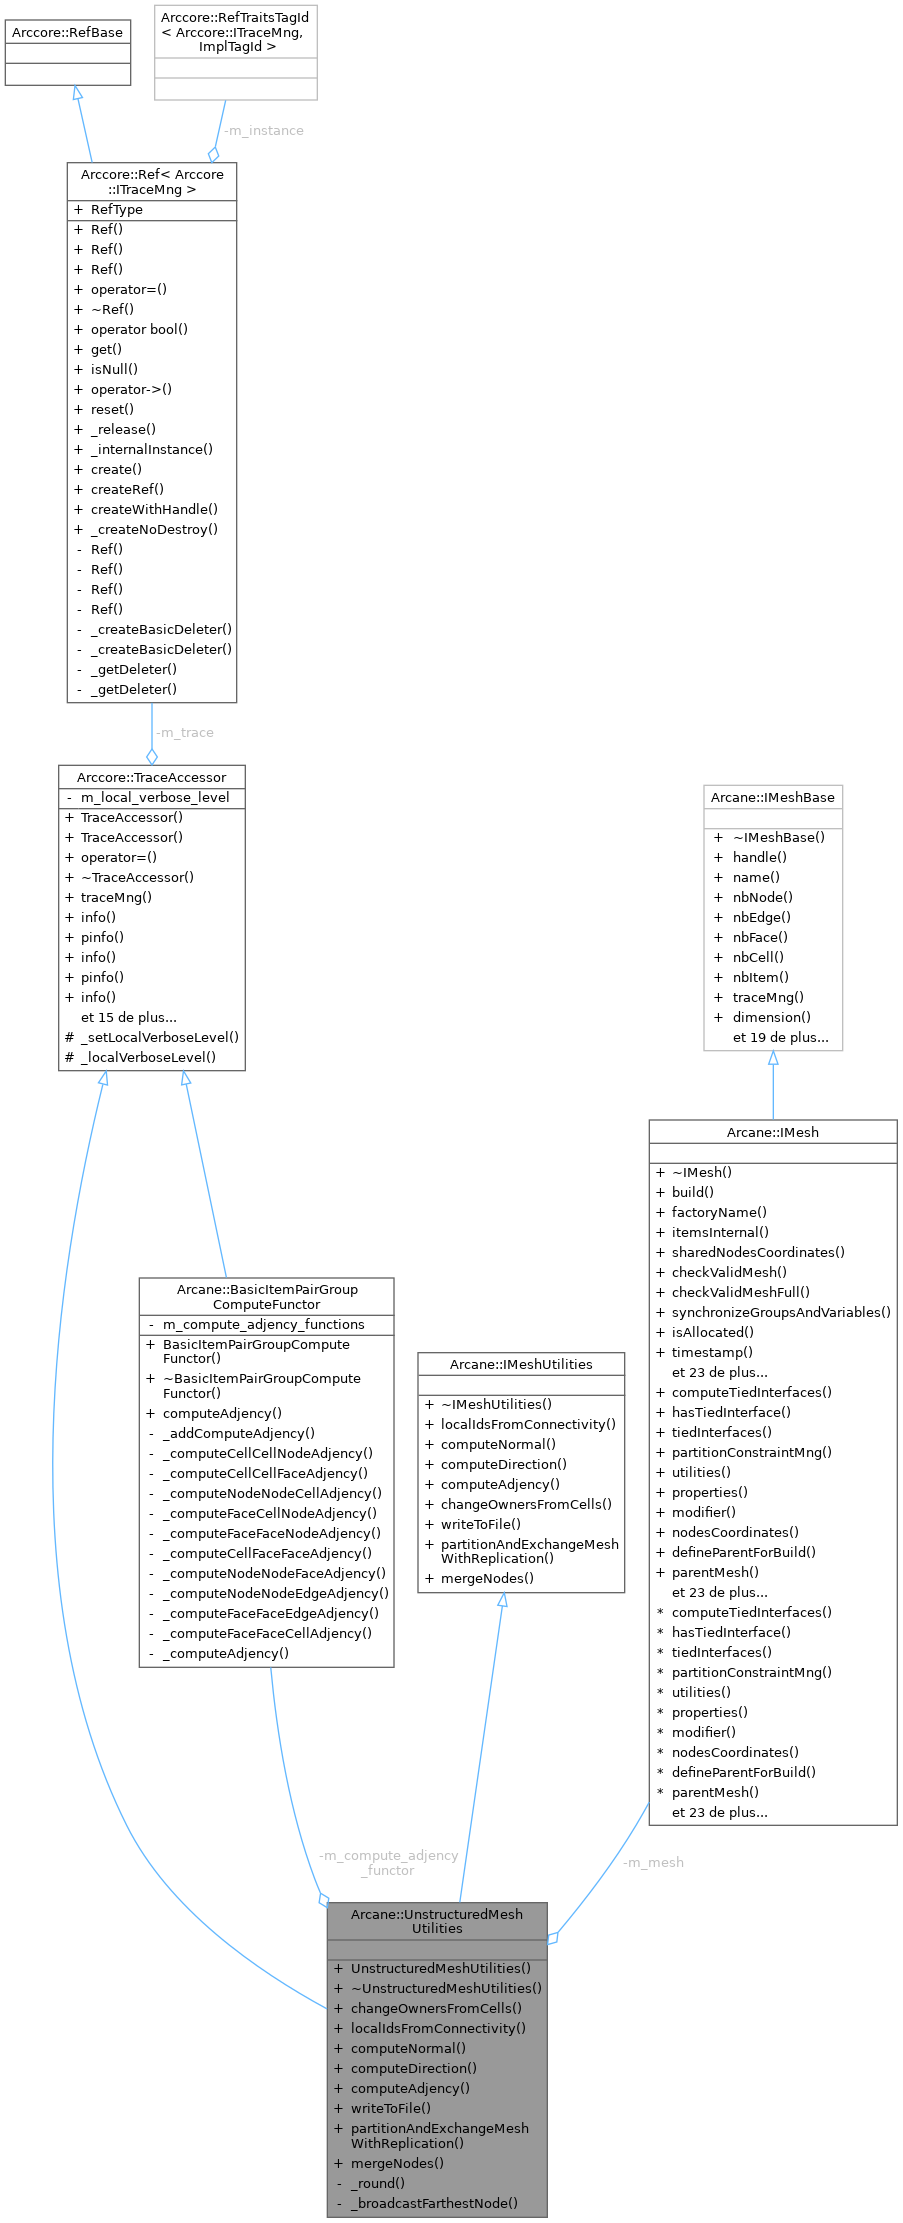 Arccore::RefBase
Arccore::RefTraitsTagId
< Arccore::ITraceMng,
ImplTagId >
-m_instance
Arccore::Ref< Arccore
::ITraceMng >
+ RefType
+ Ref()
+ Ref()
+ Ref()
+ operator=()
+ ~Ref()
+ operator bool()
+ get()
+ isNull()
+ operator->()
+ reset()
+ _release()
+ _internalInstance()
+ create()
+ createRef()
+ createWithHandle()
+ _createNoDestroy()
- Ref()
- Ref()
- Ref()
- Ref()
- _createBasicDeleter()
- _createBasicDeleter()
- _getDeleter()
- _getDeleter()
-m_trace
Arccore::TraceAccessor
- m_local_verbose_level
+ TraceAccessor()
+ TraceAccessor()
+ operator=()
+ ~TraceAccessor()
+ traceMng()
+ info()
+ pinfo()
+ info()
+ pinfo()
+ info()
et 15 de plus...
# _setLocalVerboseLevel()
# _localVerboseLevel()
Arcane::IMeshBase
+ ~IMeshBase()
+ handle()
+ name()
+ nbNode()
+ nbEdge()
+ nbFace()
+ nbCell()
+ nbItem()
+ traceMng()
+ dimension()
et 19 de plus...
Arcane::IMesh
+ ~IMesh()
+ build()
+ factoryName()
+ itemsInternal()
+ sharedNodesCoordinates()
+ checkValidMesh()
+ checkValidMeshFull()
+ synchronizeGroupsAndVariables()
+ isAllocated()
+ timestamp()
et 23 de plus...
+ computeTiedInterfaces()
+ hasTiedInterface()
+ tiedInterfaces()
+ partitionConstraintMng()
+ utilities()
+ properties()
+ modifier()
+ nodesCoordinates()
+ defineParentForBuild()
+ parentMesh()
et 23 de plus...
* computeTiedInterfaces()
* hasTiedInterface()
* tiedInterfaces()
* partitionConstraintMng()
* utilities()
* properties()
* modifier()
* nodesCoordinates()
* defineParentForBuild()
* parentMesh()
et 23 de plus...
Arcane::BasicItemPairGroup
ComputeFunctor
- m_compute_adjency_functions
+ BasicItemPairGroupCompute
Functor()
+ ~BasicItemPairGroupCompute
Functor()
+ computeAdjency()
- _addComputeAdjency()
- _computeCellCellNodeAdjency()
- _computeCellCellFaceAdjency()
- _computeNodeNodeCellAdjency()
- _computeFaceCellNodeAdjency()
- _computeFaceFaceNodeAdjency()
- _computeCellFaceFaceAdjency()
- _computeNodeNodeFaceAdjency()
- _computeNodeNodeEdgeAdjency()
- _computeFaceFaceEdgeAdjency()
- _computeFaceFaceCellAdjency()
- _computeAdjency()
Arcane::IMeshUtilities
+ ~IMeshUtilities()
+ localIdsFromConnectivity()
+ computeNormal()
+ computeDirection()
+ computeAdjency()
+ changeOwnersFromCells()
+ writeToFile()
+ partitionAndExchangeMesh
WithReplication()
+ mergeNodes()
-m_compute_adjency
_functor
-m_mesh
Arcane::UnstructuredMesh
Utilities
+ UnstructuredMeshUtilities()
+ ~UnstructuredMeshUtilities()
+ changeOwnersFromCells()
+ localIdsFromConnectivity()
+ computeNormal()
+ computeDirection()
+ computeAdjency()
+ writeToFile()
+ partitionAndExchangeMesh
WithReplication()
+ mergeNodes()
- _round()
- _broadcastFarthestNode()